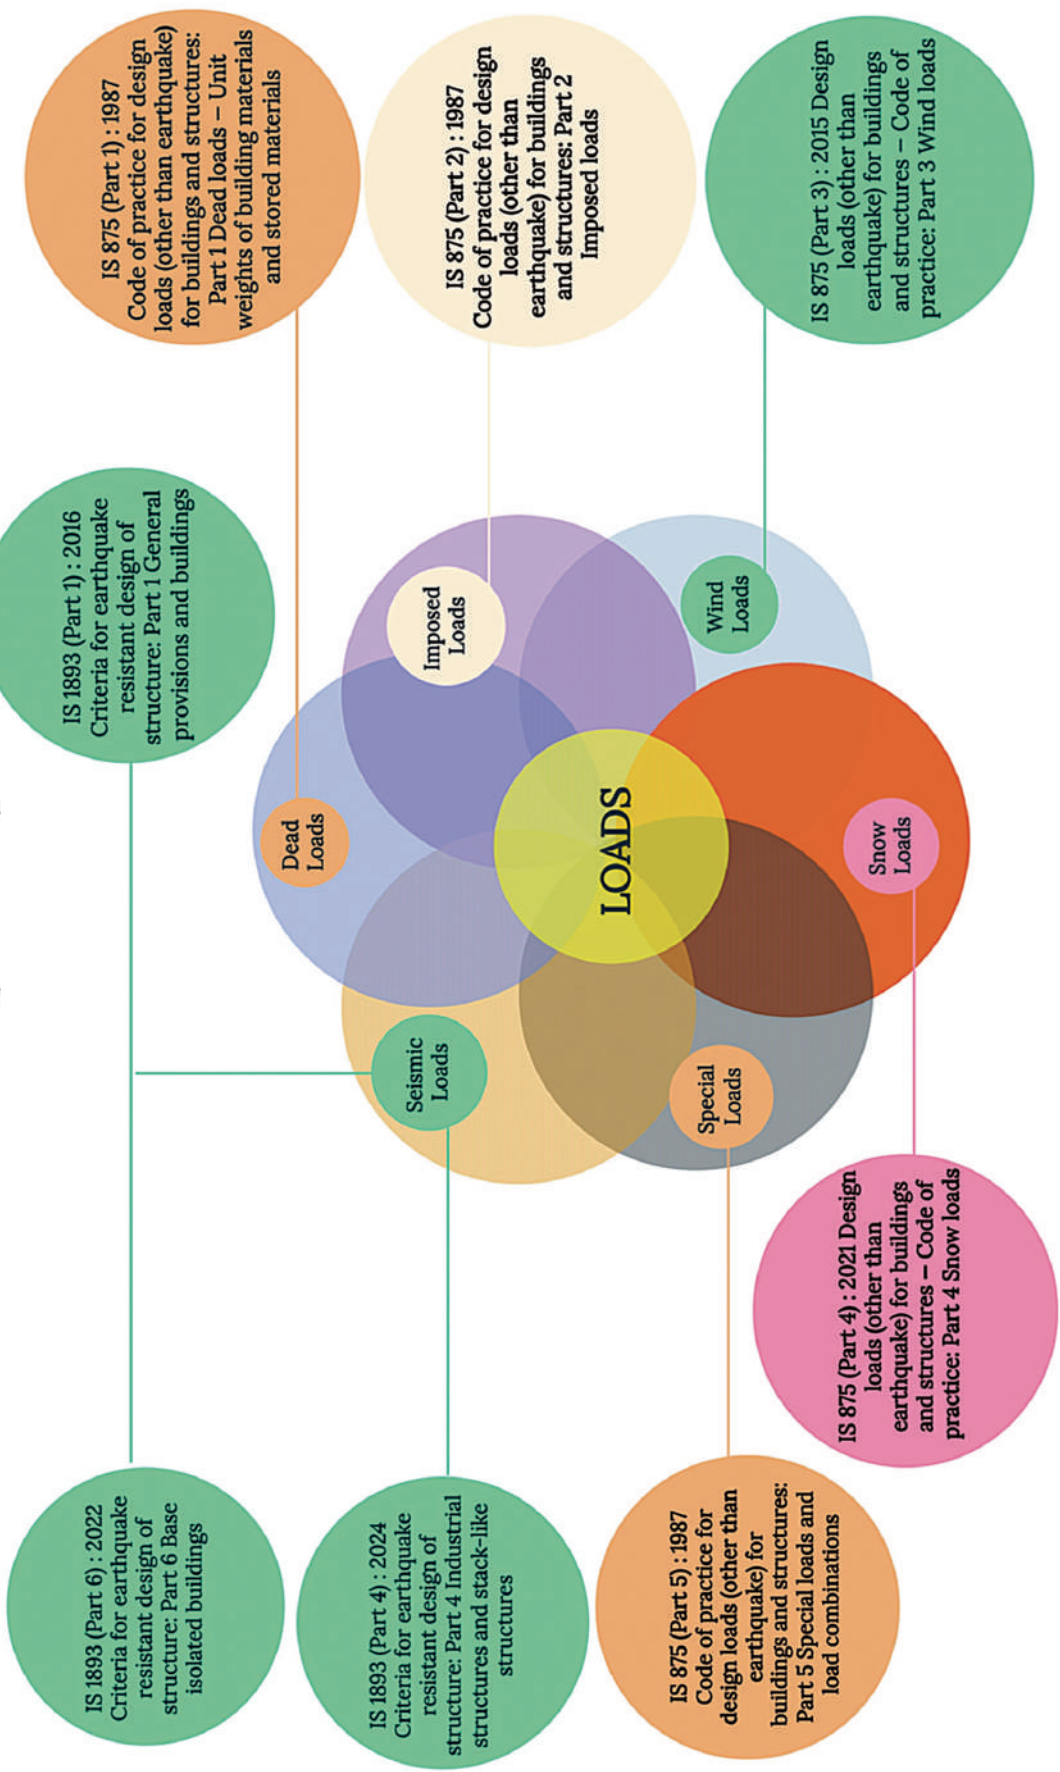 IS 1893 (Part 6) : 2022
Criteria for earthquake
resistant design of
structure: Part 6 Base
isolated buildings
IS 1893 (Part 1) : 2016
Criteria for earthquake
resistant design of
structure: Part 1 General
provisions and buildings
IS 875 (Part 1) : 1987
Code of practice for design
loads (other than earthquake)
for buildings and structures:
Part 1 Dead loads – Unit
weights of building materials
and stored materials
IS 1893 (Part 4) : 2024
Criteria for earthquake
resistant design of
structure: Part 4 Industrial
structures and stack-like
structures
Seismic
Loads
Dead
Loads
Imposed
Loads
IS 875 (Part 2) : 1987
Code of practice for design
loads (other than
earthquake) for buildings
and structures: Part 2
Imposed loads
LOADS
IS 875 (Part 5) : 1987
Code of practice for
design loads (other than
earthquake) for
buildings and structures:
Part 5 Special loads and
load combinations
Special
Loads
Wind
Loads
IS 875 (Part 3) : 2015 Design
loads (other than
earthquake) for buildings
and structures – Code of
practice: Part 3 Wind loads
Snow
Loads
IS 875 (Part 4) : 2021 Design
loads (other than
earthquake) for buildings
and structures – Code of
practice: Part 4 Snow loads